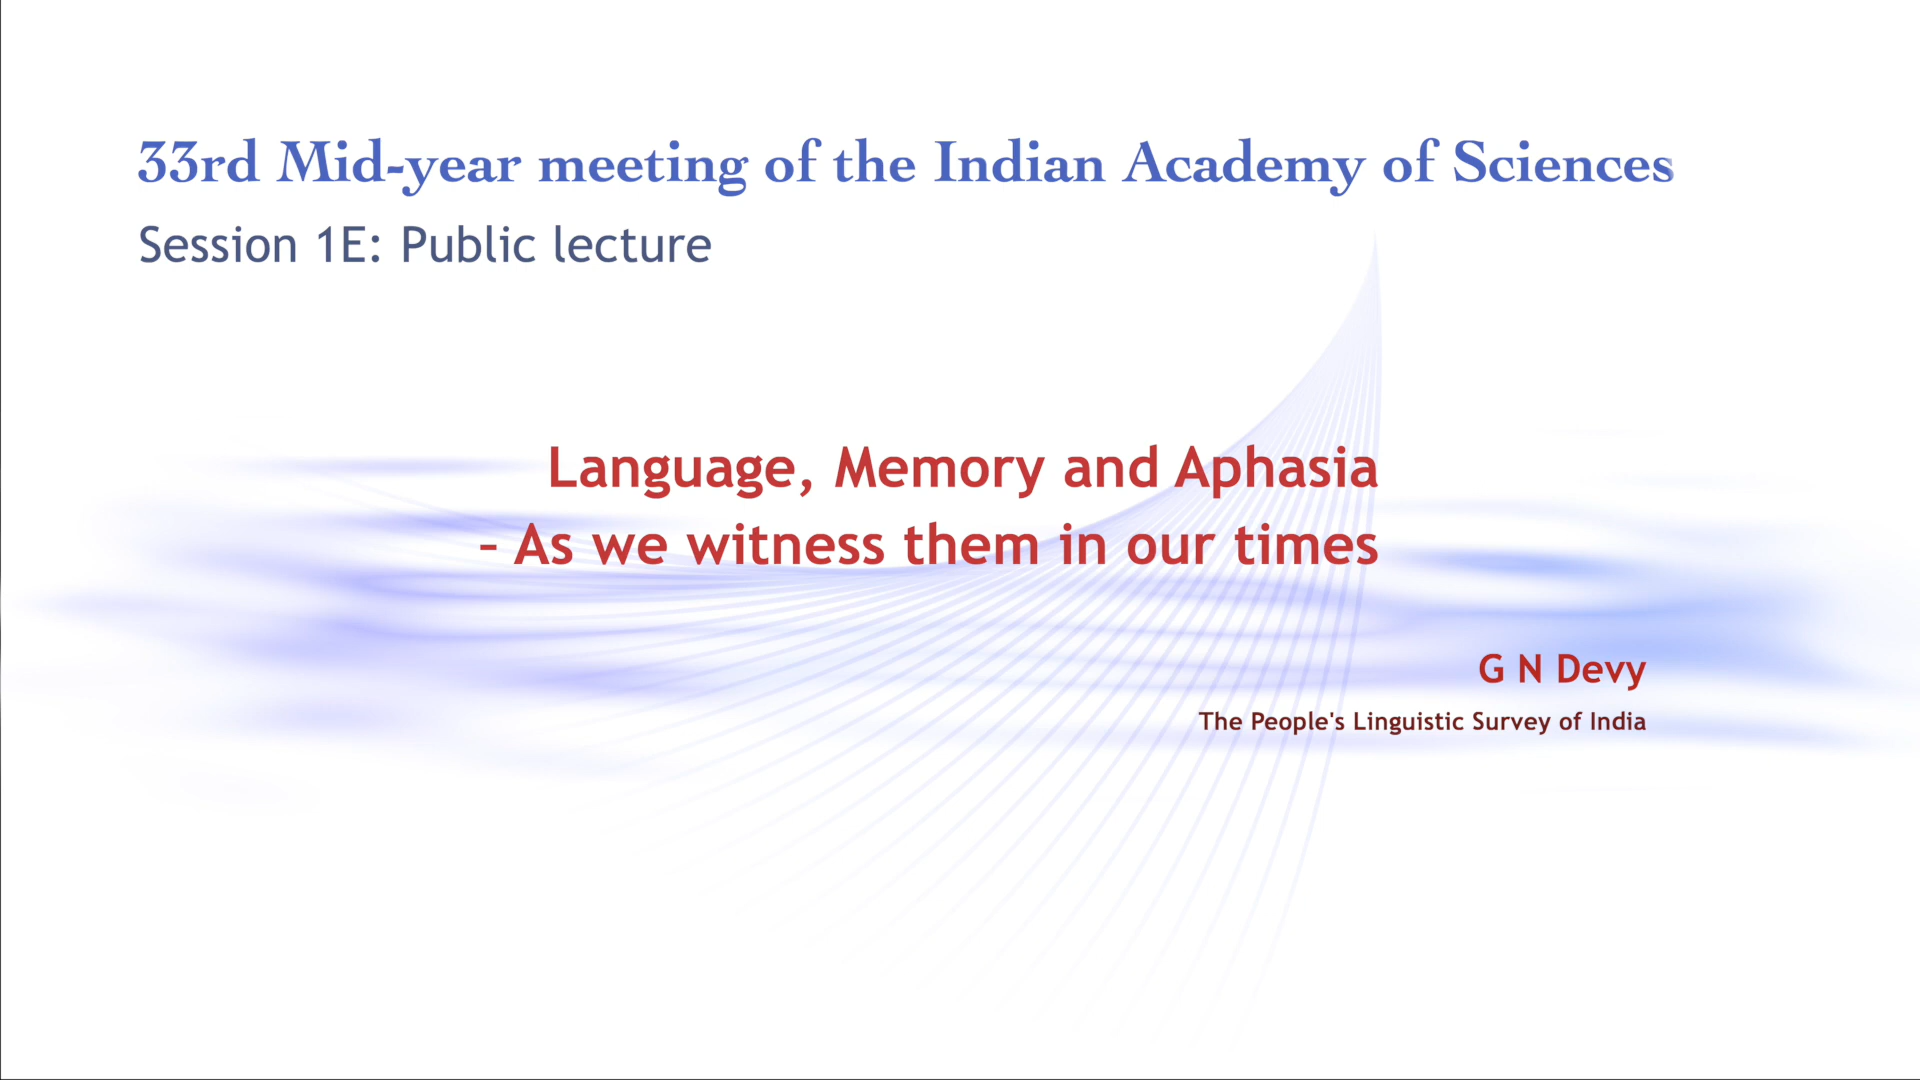 33rd Mid-year meeting of the Indian Academy of Sciences
Session 1E: Public lecture
Language, Memory and Aphasia
– As we witness them in our times
G N Devy
The People's Linguistic Survey of India